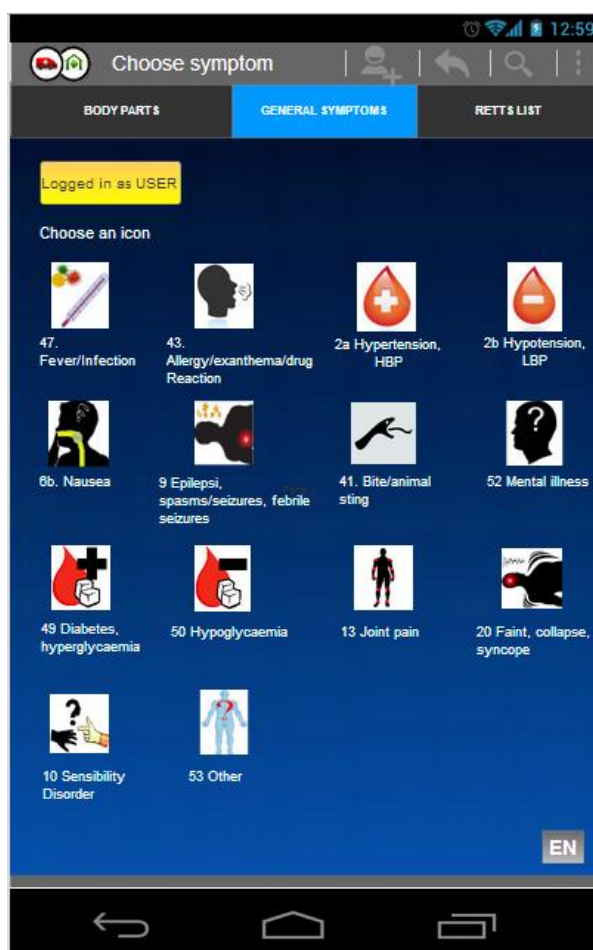 12:59
Choose symptom
BODY PARTS
GENERAL SYMPTOMS
RETTS LIST
Logged in as USER
Choose an icon
47.
Fever/Infection
43.
Allergy/exanthema/drug
Reaction
2a Hypertension,
HBP
2b Hypotension,
LBP
6b. Nausea
9 Epilepsi,
spasms/seizures, febrile
seizures
41. Bite/animal
sting
52 Mental illness
49 Diabetes,
hyperglycaemia
50 Hypoglycaemia
13 Joint pain
20 Faint, collapse,
syncope
10 Sensibility
Disorder
53 Other
EN